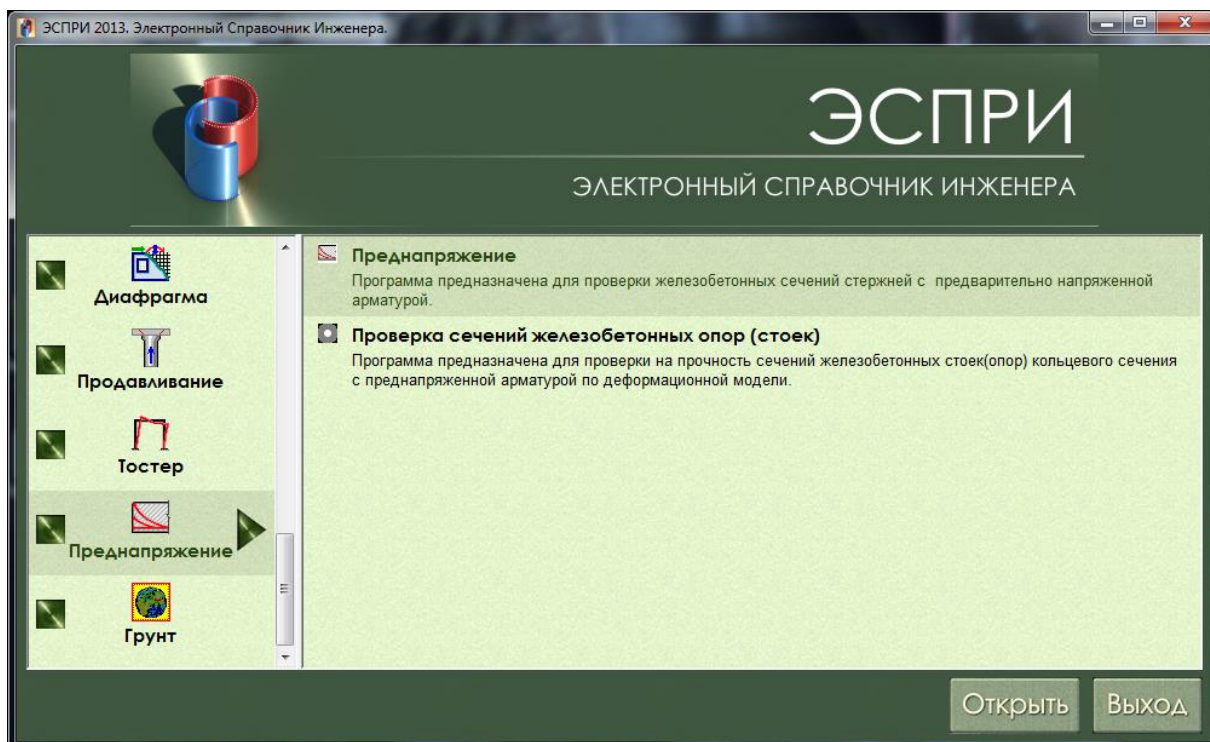 ЭСПРИ 2013. Электронный Справочник Инженера.
ЭСПРИ
ЭЛЕКТРОННЫЙ СПРАВОЧНИК ИНЖЕНЕРА
Диафрагма
Продавливание
Тостер
Преднапряжение
Грунт
Преднапряжение
Программа предназначена для проверки железобетонных сечений стержней с предварительно напряженной
арматурой.
Проверка сечений железобетонных опор (стоек)
Программа предназначена для проверки на прочность сечений железобетонных стоек(опор) кольцевого сечения
с преднапряженной арматурой по деформационной модели.
Открыть
Выход